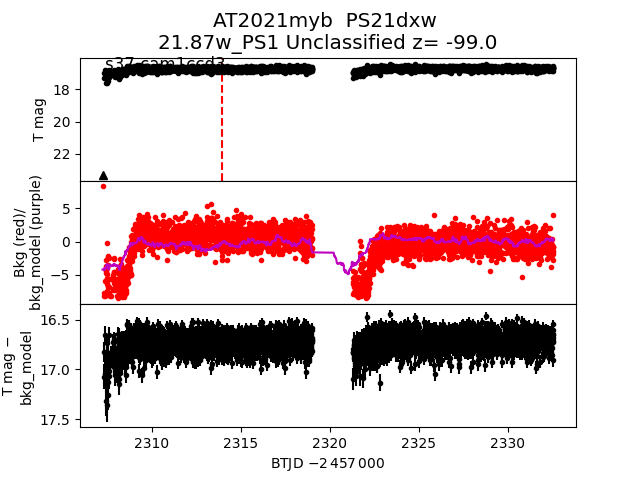 AT2021myb  PS21dxw
21.87w_PS1 Unclassified z= -99.0
s37 cam1ccd3
T mag
18
20
22
Bkg (red)/
bkg_model (purple)
5
0
−5
T mag −
bkg_model
16.5
17.0
17.5
2310
2315
2320
2325
2330
BTJD −2 457 000